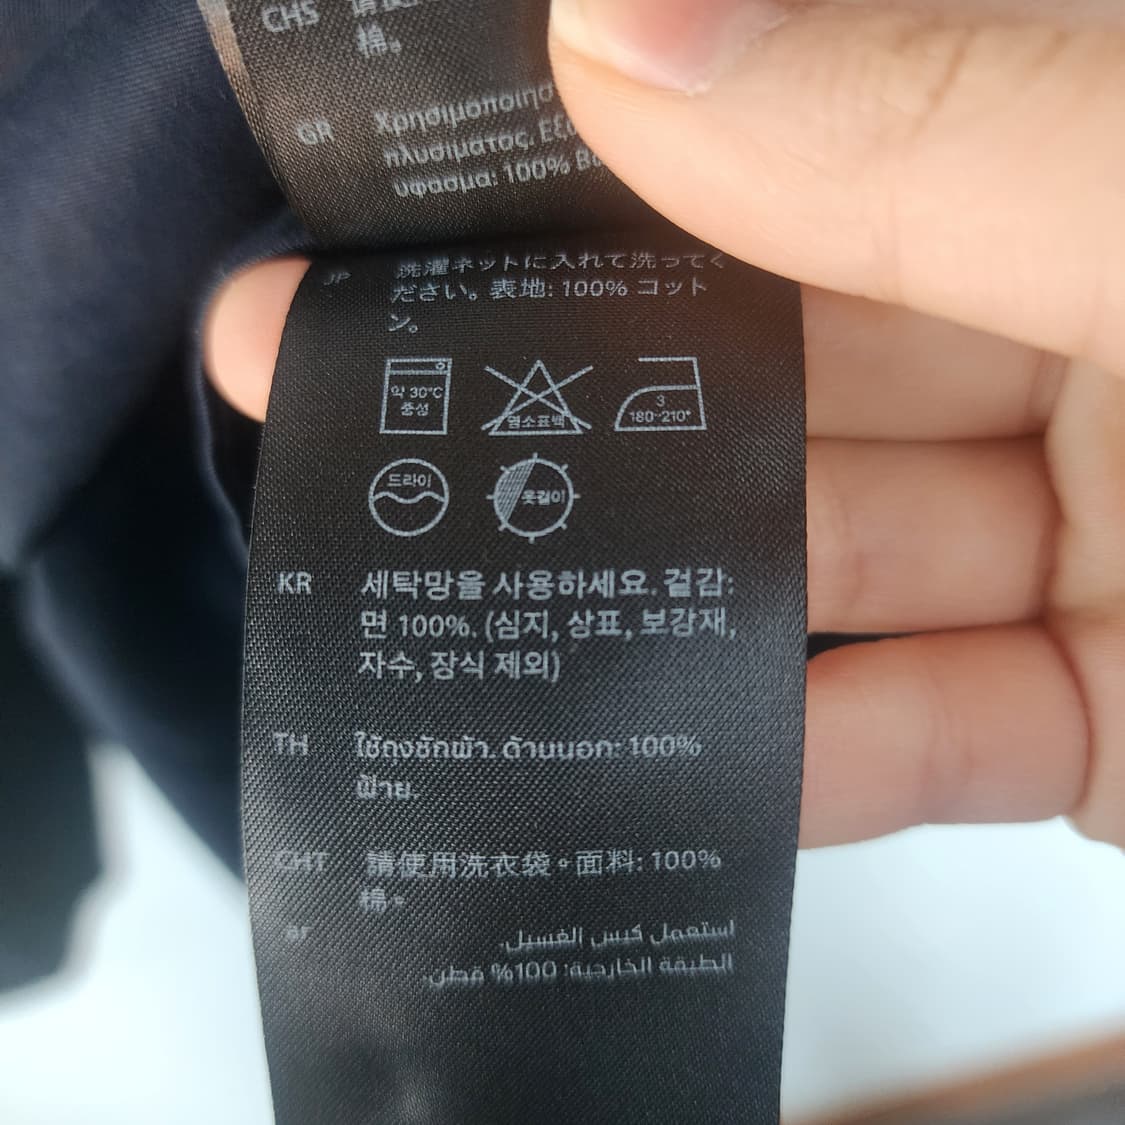 CHS
棉。
GR Χρησιμοποιησ
πλυσίματος. Εξω
ύφασμα: 100% Βα
JP 洗濯ネットに入れて洗ってく
ださい。表地: 100% コット
ン。
약 30°C
중성
염소표백
3
180~210°
드라이
옷걸이
KR 세탁망을 사용하세요. 겉감:
면 100%. (심지, 상표, 보강재,
자수, 장식 제외)
TH ใช้ถุงซักผ้า. ด้านนอก: 100%
ฝ้าย.
CHT 請使用洗衣袋。面料: 100%
棉。
ar استعمل كيس الغسيل.
الطبقة الخارجية: 100% قطن.